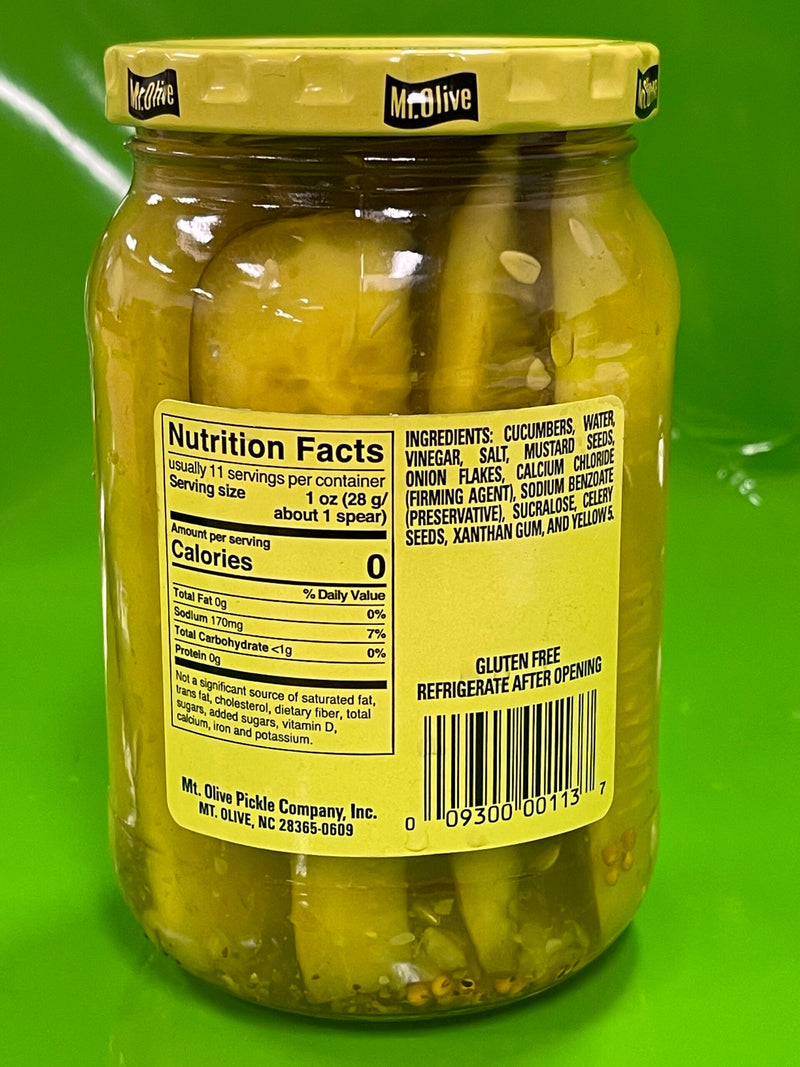 Mt.Olive
Mt.Olive
Nutrition Facts
usually 11 servings per container
Serving size 1 oz (28 g/
about 1 spear)
Amount per serving
Calories 0
% Daily Value
Total Fat 0g 0%
Sodium 170mg 7%
Total Carbohydrate <1g 0%
Protein 0g
Not a significant source of saturated fat,
trans fat, cholesterol, dietary fiber, total
sugars, added sugars, vitamin D,
calcium, iron and potassium.
Mt. Olive Pickle Company, Inc.
MT. OLIVE, NC 28365-0609
INGREDIENTS: CUCUMBERS, WATER,
VINEGAR, SALT, MUSTARD SEEDS,
ONION FLAKES, CALCIUM CHLORIDE
(FIRMING AGENT), SODIUM BENZOATE
(PRESERVATIVE), SUCRALOSE, CELERY
SEEDS, XANTHAN GUM, AND YELLOW 5.
GLUTEN FREE
REFRIGERATE AFTER OPENING
0 09300 00113 7